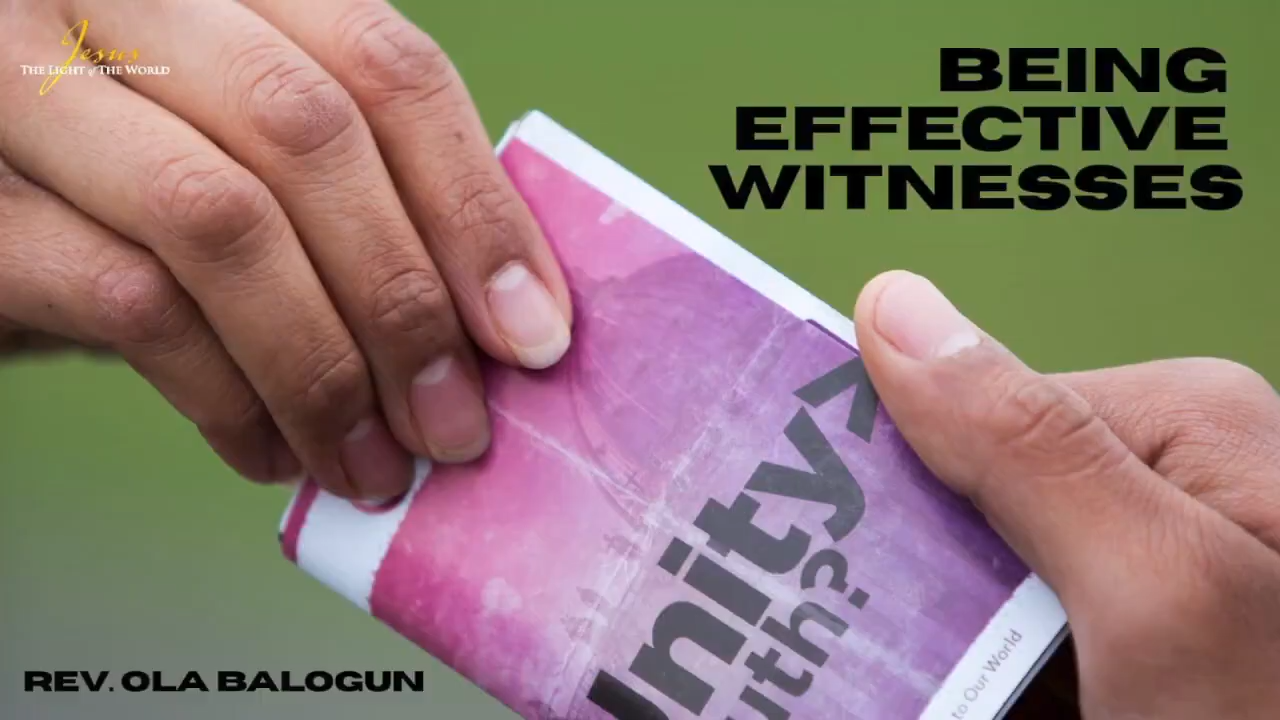 Jesus
THE LIGHT of THE WORLD
BEING
EFFECTIVE
WITNESSES
to Our World
REV. OLA BALOGUN